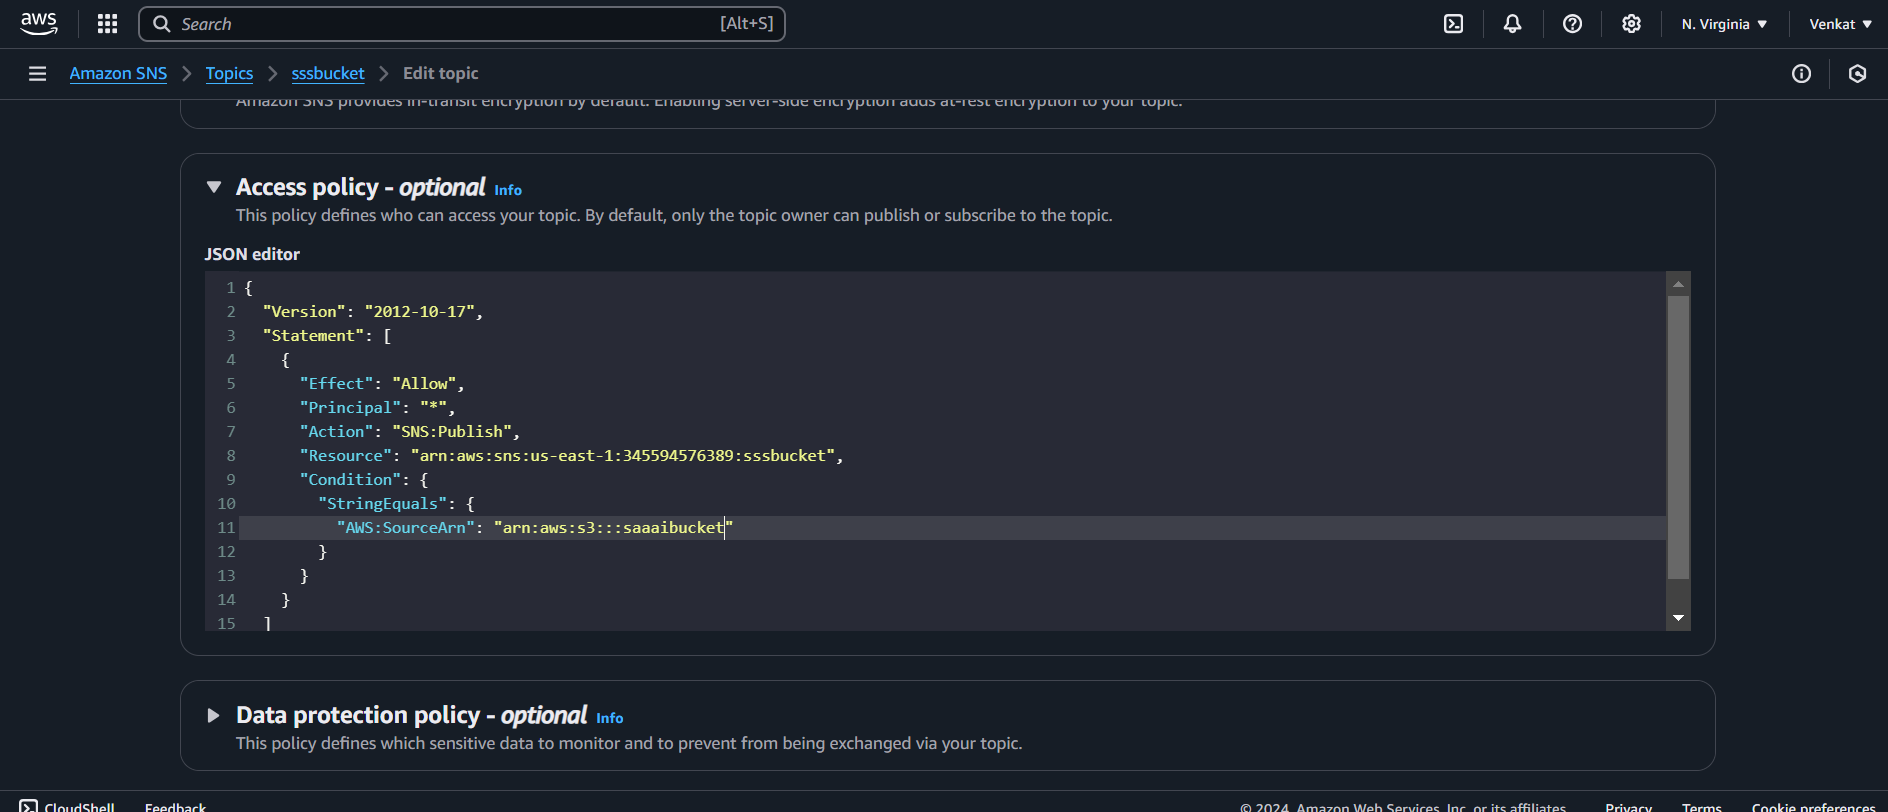 aws
Search [Alt+S]
N. Virginia
Venkat
Amazon SNS
Topics
sssbucket
Edit topic
Amazon SNS provides in-transit encryption by default. Enabling server-side encryption adds at-rest encryption to your topic.
Access policy - optional Info
This policy defines who can access your topic. By default, only the topic owner can publish or subscribe to the topic.
JSON editor
1 {
2 "Version": "2012-10-17",
3 "Statement": [
4 {
5 "Effect": "Allow",
6 "Principal": "*",
7 "Action": "SNS:Publish",
8 "Resource": "arn:aws:sns:us-east-1:345594576389:sssbucket",
9 "Condition": {
10 "StringEquals": {
11 "AWS:SourceArn": "arn:aws:s3:::saaaibucket"
12 }
13 }
14 }
15 ]
Data protection policy - optional Info
This policy defines which sensitive data to monitor and to prevent from being exchanged via your topic.
CloudShell Feedback © 2024, Amazon Web Services, Inc. or its affiliates. Privacy Terms Cookie preferences